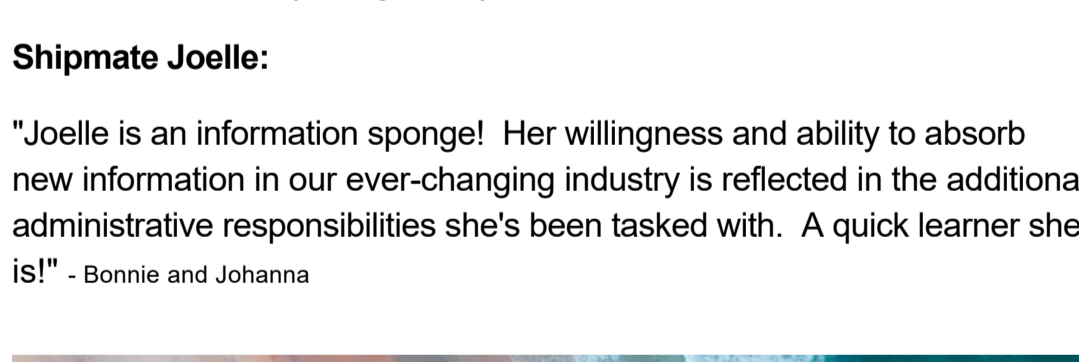 Shipmate Joelle:
"Joelle is an information sponge!  Her willingness and ability to absorb
new information in our ever-changing industry is reflected in the additiona
administrative responsibilities she's been tasked with.  A quick learner she
is!" - Bonnie and Johanna